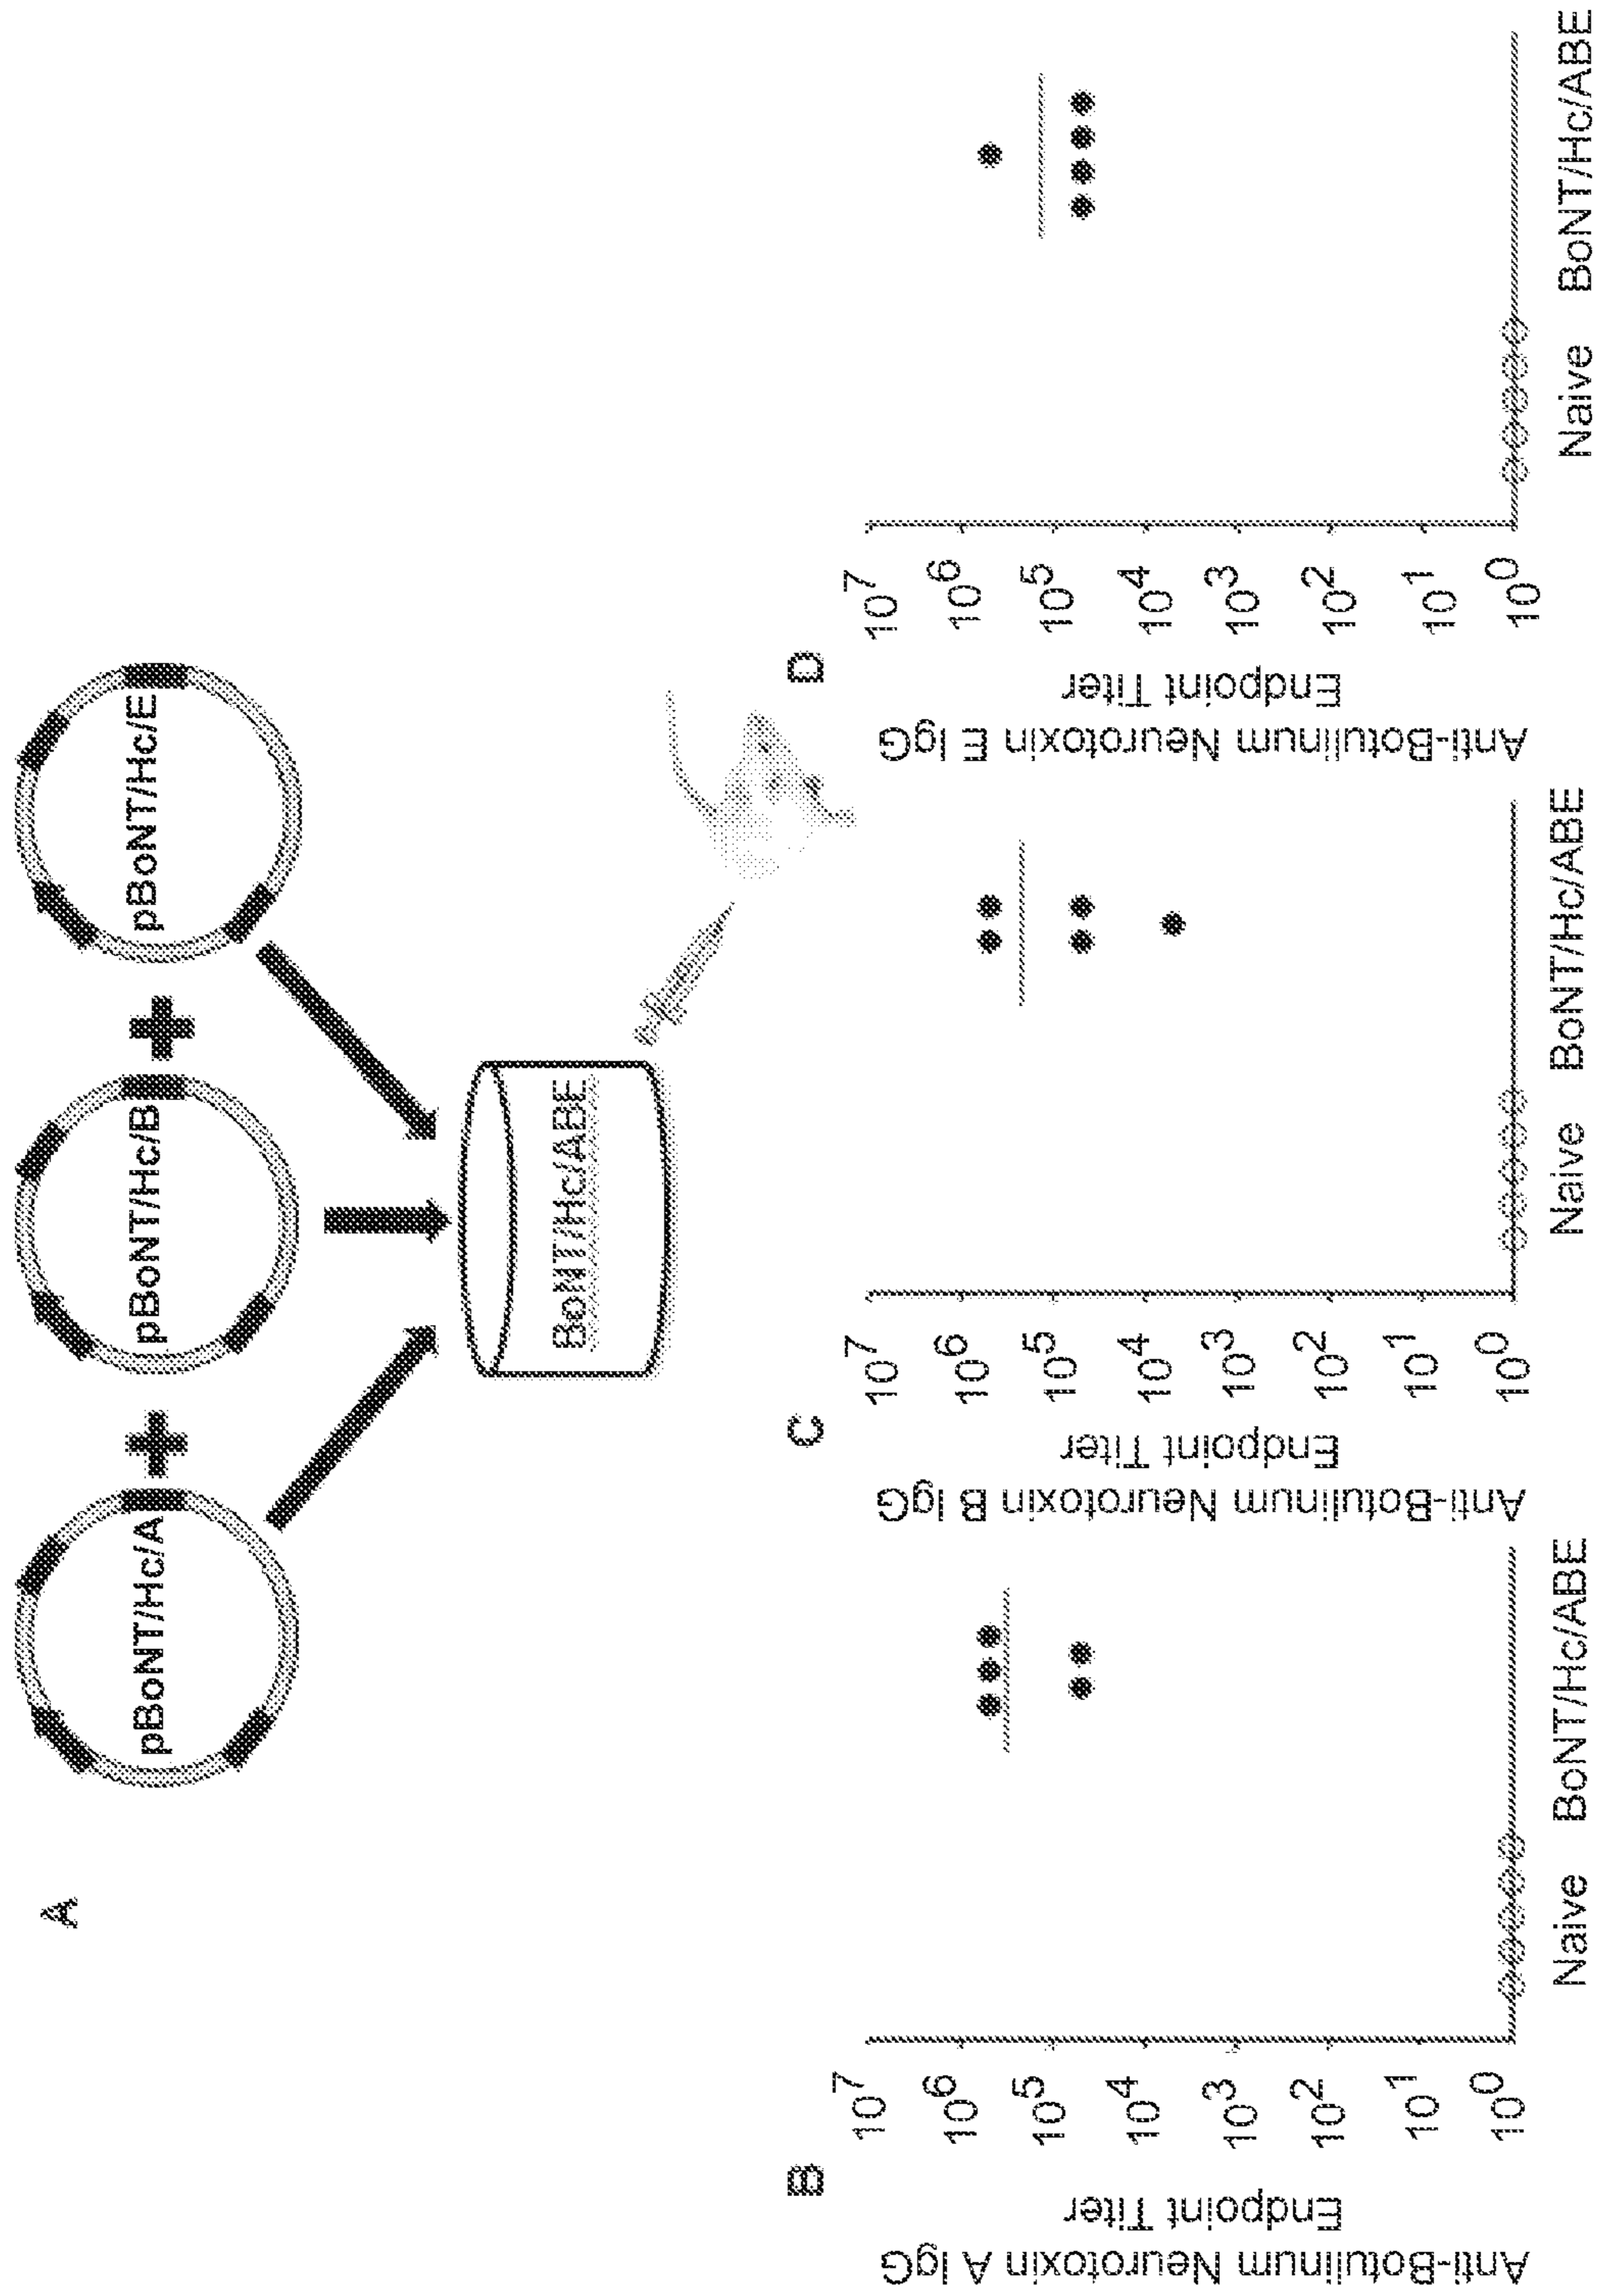 A
pBoNT/Hc/A
pBoNT/Hc/B
pBoNT/Hc/E
BoNT/Hc/ABE
B
Anti-Botulinum Neurotoxin A IgG
Endpoint Titer
10^7
10^6
10^5
10^4
10^3
10^2
10^1
10^0
Naive BoNT/Hc/ABE
C
Anti-Botulinum Neurotoxin B IgG
Endpoint Titer
10^7
10^6
10^5
10^4
10^3
10^2
10^1
10^0
Naive BoNT/Hc/ABE
D
Anti-Botulinum Neurotoxin E IgG
Endpoint Titer
10^7
10^6
10^5
10^4
10^3
10^2
10^1
10^0
Naive BoNT/Hc/ABE